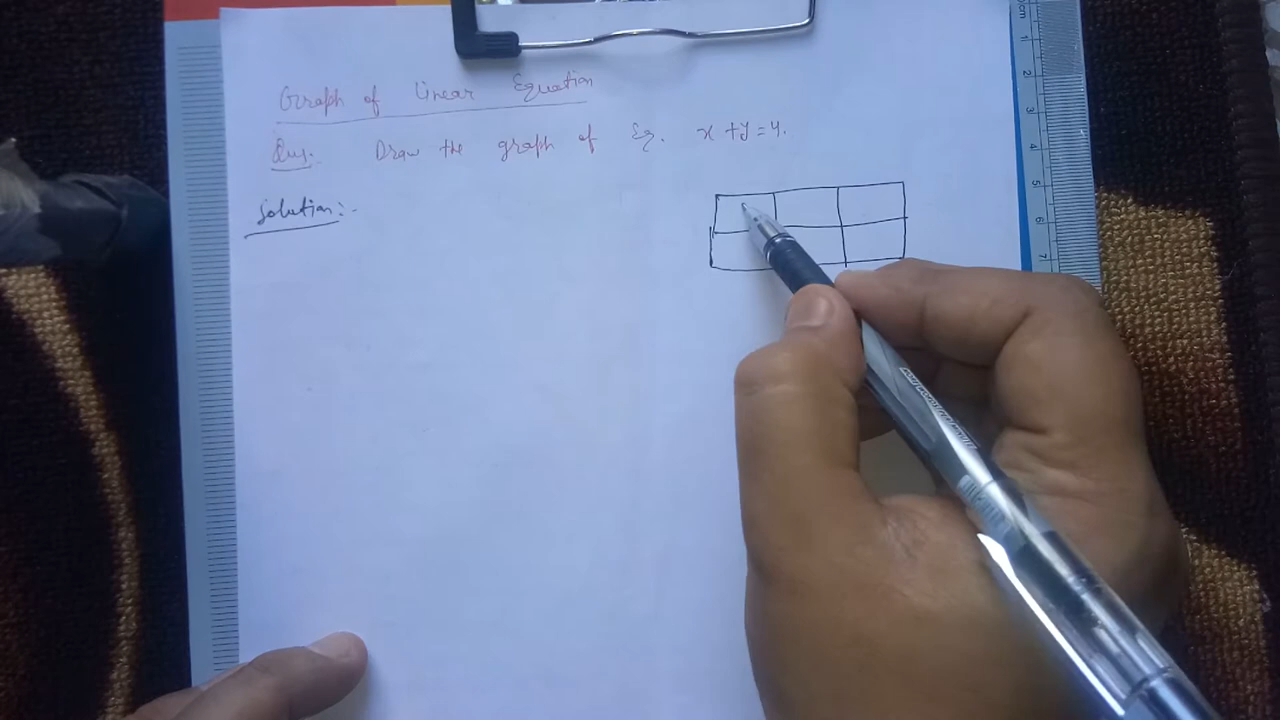 Graph of Linear Equation
Qus:- Draw the graph of Eq. x + y = 4.
Solution:-